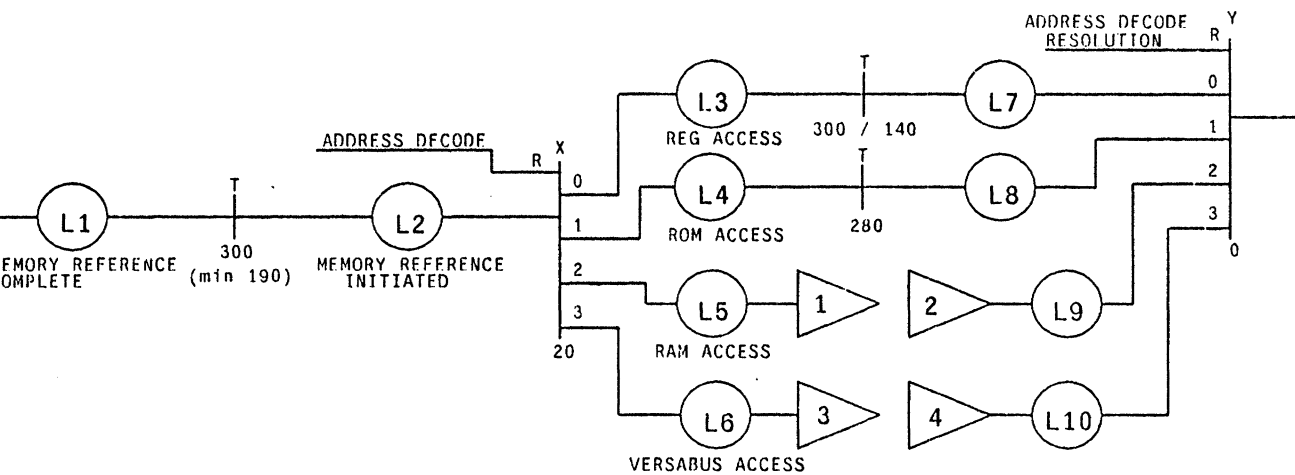 ADDRESS DECODE
RESOLUTION
Y
R
0
1
2
3
0
L3
REG ACCESS
T
300 / 140
L7
ADDRESS DECODE
X
R
0
1
2
3
20
L4
ROM ACCESS
T
280
L8
L1
EMORY REFERENCE
OMPLETE
T
300
(min 190)
L2
MEMORY REFERENCE
INITIATED
L5
RAM ACCESS
1
2
L9
L6
VERSABUS ACCESS
3
4
L10